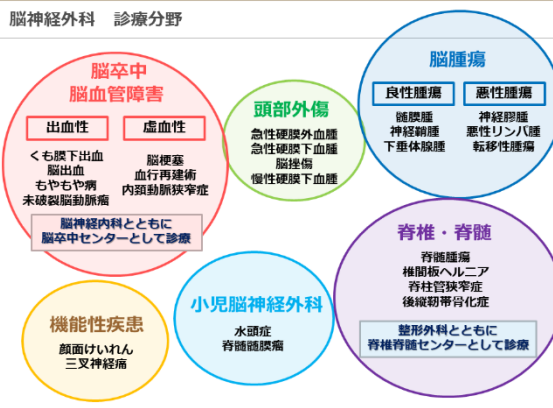 脳神経外科　診療分野
脳卒中
脳血管障害
出血性
虚血性
くも膜下出血
脳出血
もやもや病
未破裂脳動脈瘤
脳梗塞
血行再建術
内頚動脈狭窄症
脳神経内科とともに
脳卒中センターとして診療
頭部外傷
急性硬膜外血腫
急性硬膜下血腫
脳挫傷
慢性硬膜下血腫
脳腫瘍
良性腫瘍
悪性腫瘍
髄膜腫
神経鞘腫
下垂体腺腫
神経膠腫
悪性リンパ腫
転移性腫瘍
機能性疾患
顔面けいれん
三叉神経痛
小児脳神経外科
水頭症
脊髄髄膜瘤
脊椎・脊髄
脊髄腫瘍
椎間板ヘルニア
脊柱管狭窄症
後縦靭帯骨化症
整形外科とともに
脊椎脊髄センターとして診療